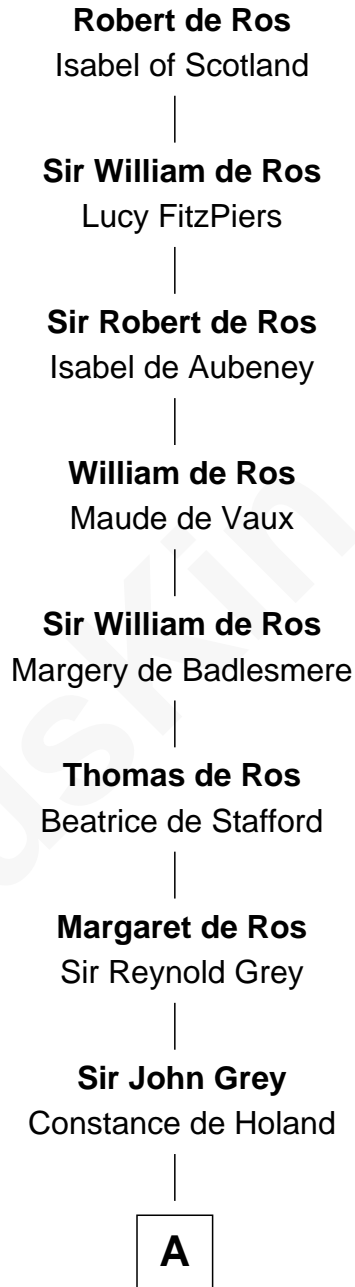 Robert de Ros
Isabel of Scotland
Sir William de Ros
Lucy FitzPiers
Sir Robert de Ros
Isabel de Aubeney
William de Ros
Maude de Vaux
Sir William de Ros
Margery de Badlesmere
Thomas de Ros
Beatrice de Stafford
Margaret de Ros
Sir Reynold Grey
Sir John Grey
Constance de Holand
A